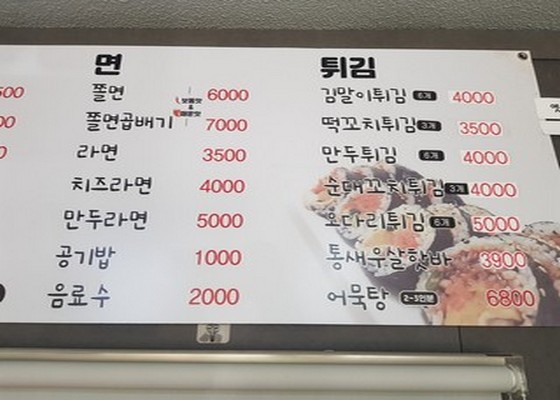 면
쫄면 6000
쫄면곱배기 7000
라면 3500
치즈라면 4000
만두라면 5000
공기밥 1000
음료수 2000
튀김
김말이튀김 6개 4000
떡꼬치튀김 3개 3500
만두튀김 6개 4000
순대꼬치튀김 3개 4000
오다리튀김 6개 5000
통새우살핫바 3900
어묵탕 2~3인분 6800